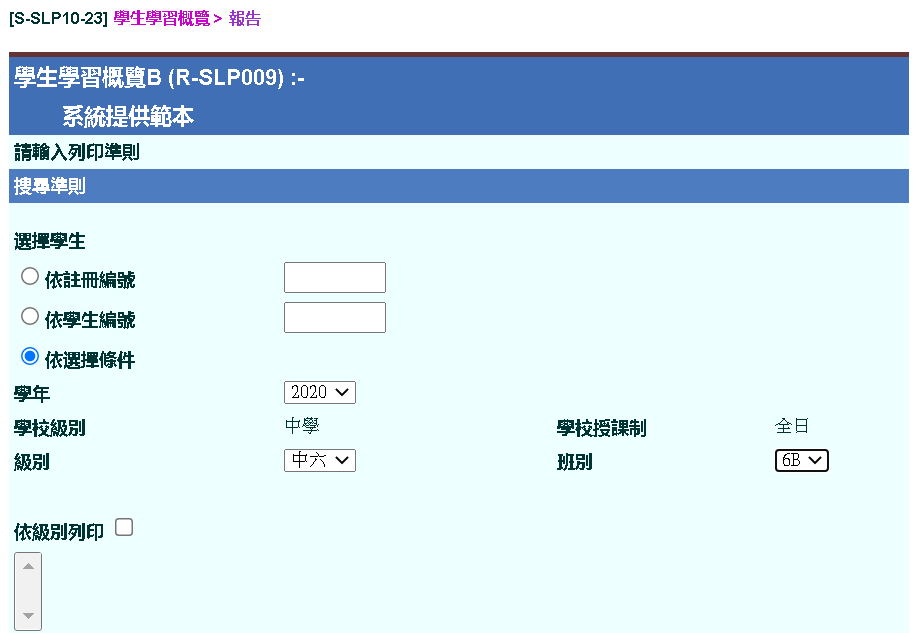 [S-SLP10-23] 學生學習概覽 > 報告
學生學習概覽B (R-SLP009) :-
系統提供範本
請輸入列印準則
搜尋準則
選擇學生
依註冊編號
依學生編號
依選擇條件
學年 2020
學校級別 中學 學校授課制 全日
級別 中六 班別 6B
依級別列印